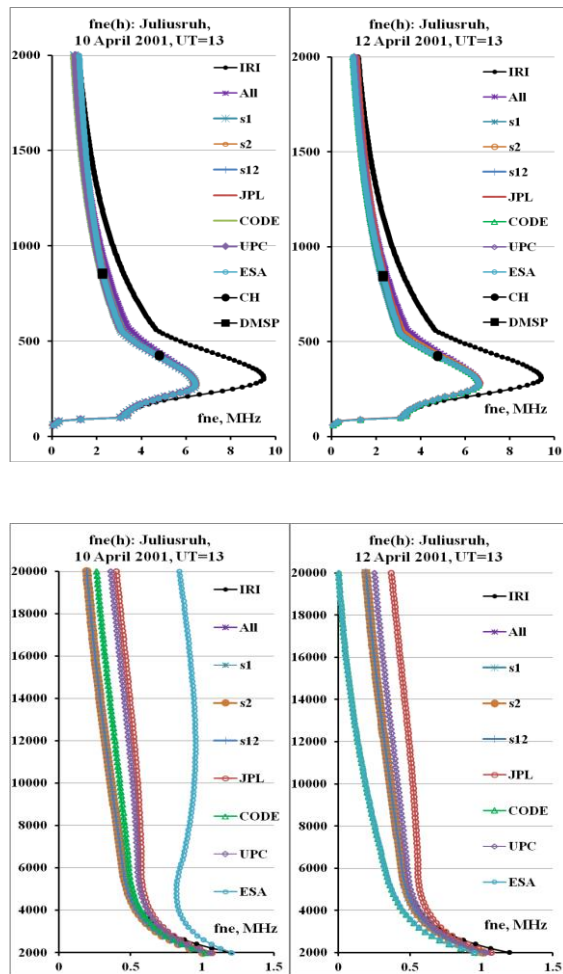 fne(h): Juliusruh,
10 April 2001, UT=13
2000
1500
1000
500
0
0 2 4 6 8 10
fne, MHz
IRI
All
s1
s2
s12
JPL
CODE
UPC
ESA
CH
DMSP
fne(h): Juliusruh,
12 April 2001, UT=13
2000
1500
1000
500
0
0 2 4 6 8 10
fne, MHz
IRI
All
s1
s2
s12
JPL
CODE
UPC
ESA
CH
DMSP
fne(h): Juliusruh,
10 April 2001, UT=13
20000
18000
16000
14000
12000
10000
8000
6000
4000
2000
0 0.5 1 1.5
fne, MHz
IRI
All
s1
s2
s12
JPL
CODE
UPC
ESA
fne(h): Juliusruh,
12 April 2001, UT=13
20000
18000
16000
14000
12000
10000
8000
6000
4000
2000
0 0.5 1 1.5
fne, MHz
IRI
All
s1
s2
s12
JPL
CODE
UPC
ESA